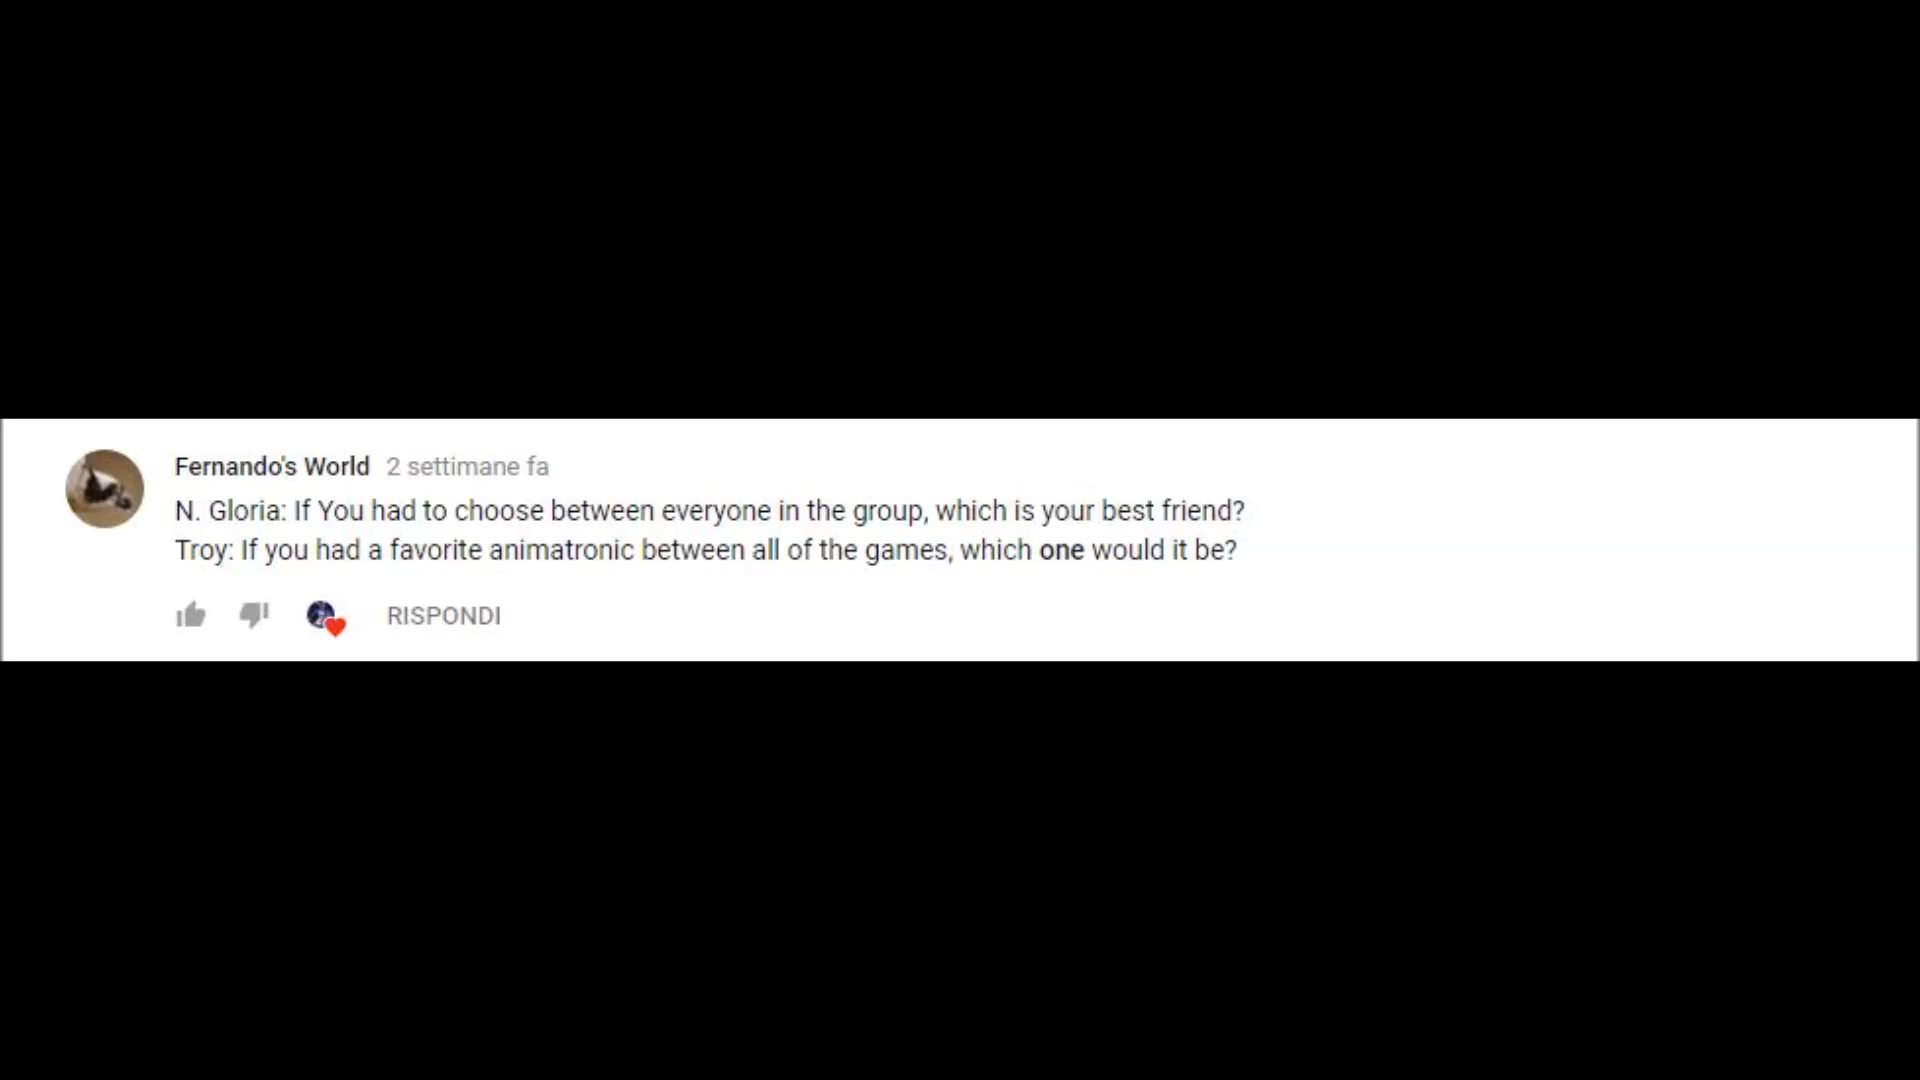 Fernando's World 2 settimane fa
N. Gloria: If You had to choose between everyone in the group, which is your best friend?
Troy: If you had a favorite animatronic between all of the games, which one would it be?
RISPONDI